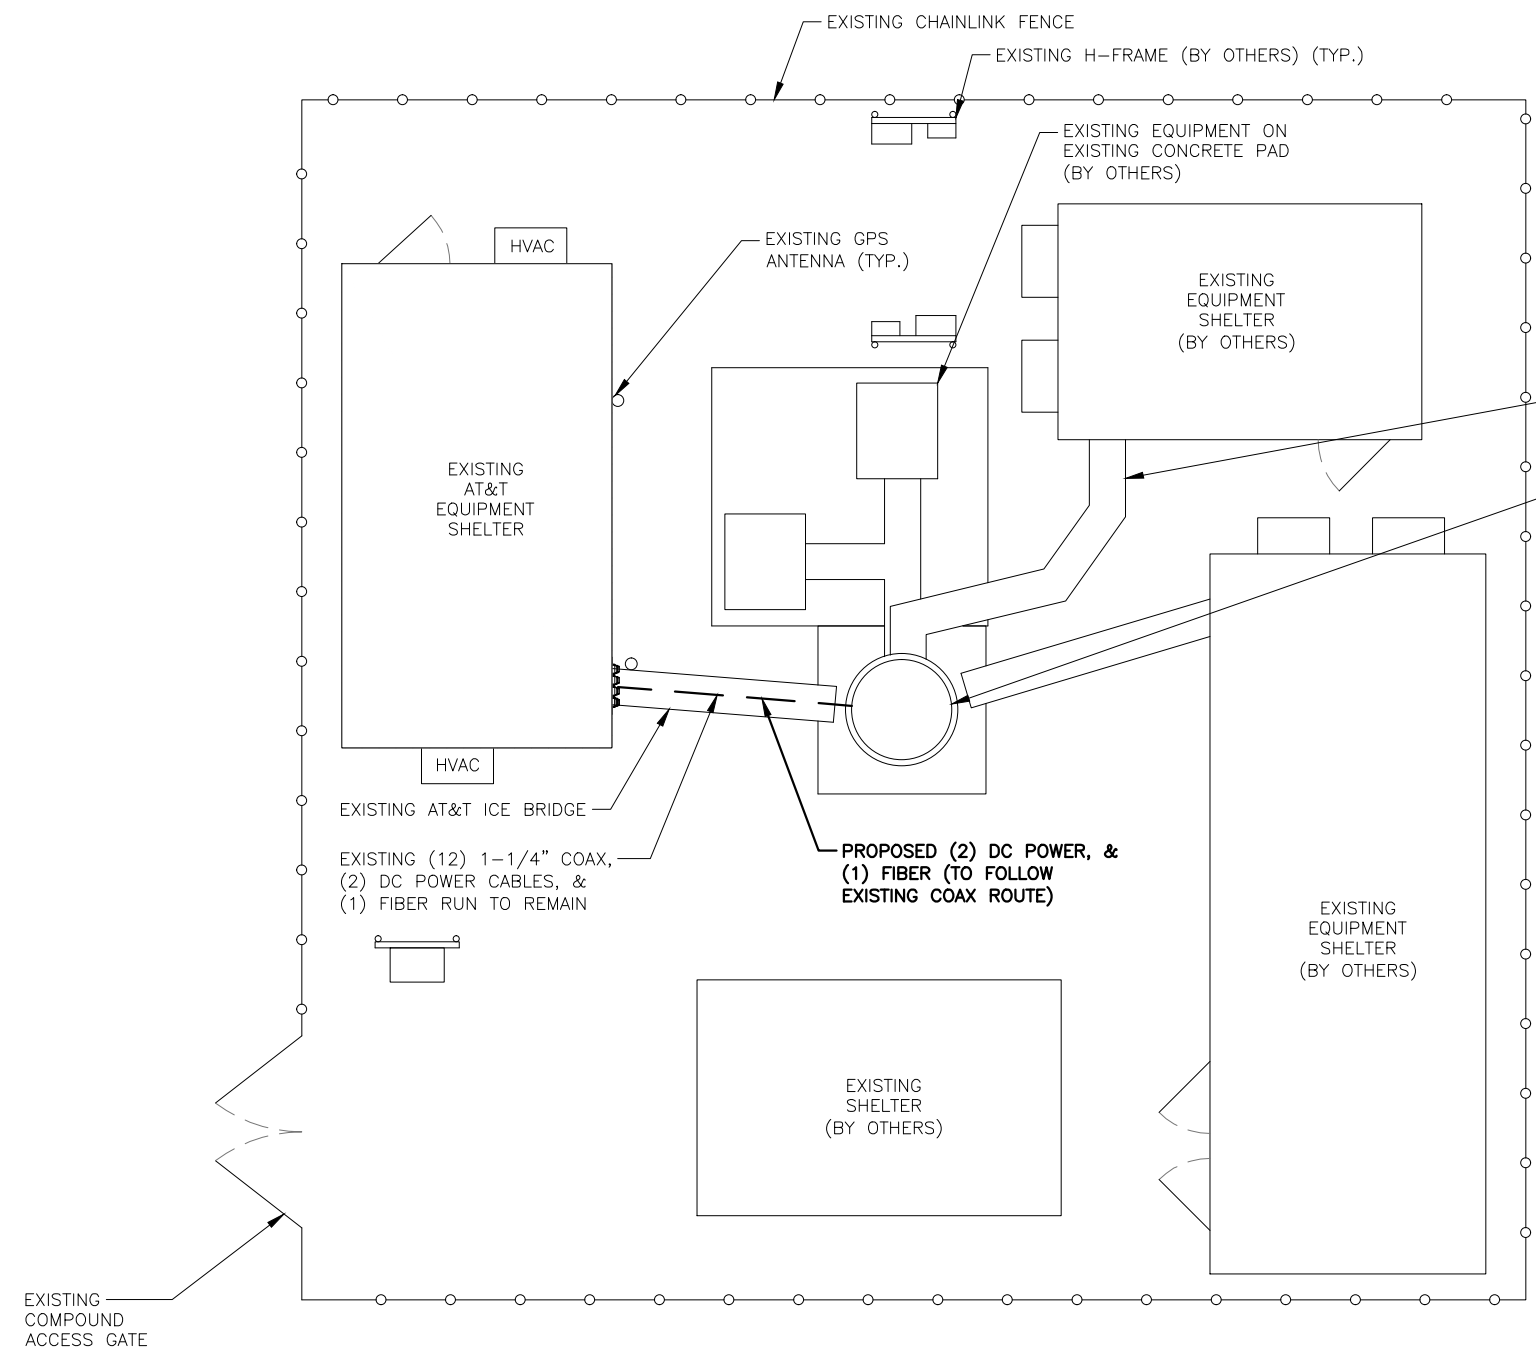 EXISTING CHAINLINK FENCE
EXISTING H-FRAME (BY OTHERS) (TYP.)
EXISTING EQUIPMENT ON
EXISTING CONCRETE PAD
(BY OTHERS)
HVAC
EXISTING GPS
ANTENNA (TYP.)
EXISTING
EQUIPMENT
SHELTER
(BY OTHERS)
EXISTING
AT&T
EQUIPMENT
SHELTER
HVAC
EXISTING AT&T ICE BRIDGE
EXISTING (12) 1-1/4" COAX,
(2) DC POWER CABLES, &
(1) FIBER RUN TO REMAIN
PROPOSED (2) DC POWER, &
(1) FIBER (TO FOLLOW
EXISTING COAX ROUTE)
EXISTING
EQUIPMENT
SHELTER
(BY OTHERS)
EXISTING
SHELTER
(BY OTHERS)
EXISTING
COMPOUND
ACCESS GATE